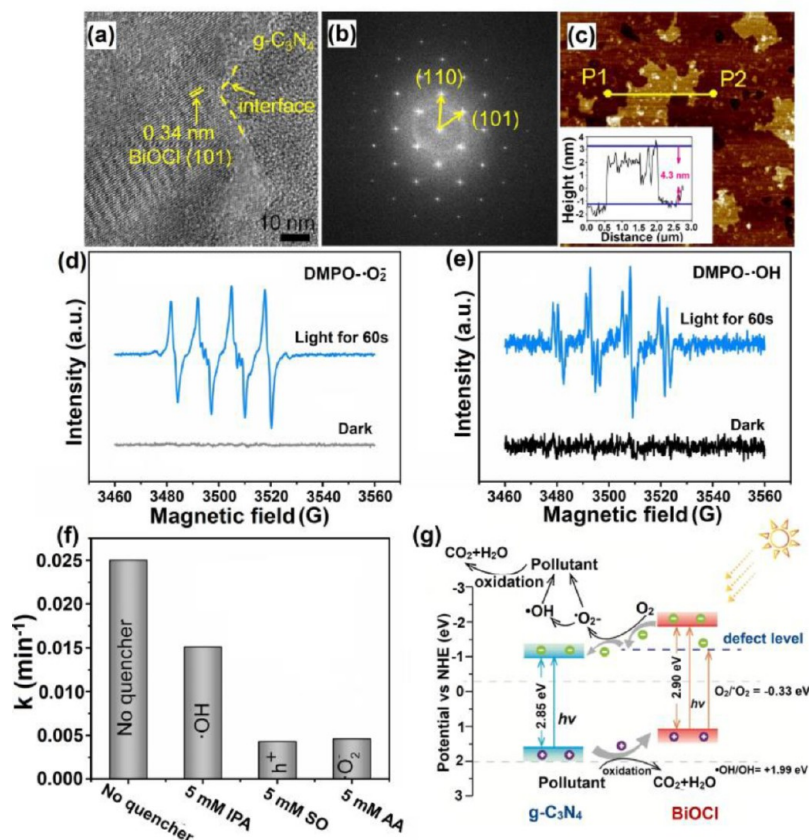 (a)
g-C₃N₄
interface
0.34 nm
BiOCl (101)
10 nm
(b)
(110)
(101)
(c)
P1
P2
Height (nm)
4
3
2
1
0
-1
-2
4.3 nm
0.0 0.5 1.0 1.5 2.0 2.5 3.0
Distance (μm)
(d)
DMPO-·O₂⁻
Light for 60s
Dark
Intensity (a.u.)
3460 3480 3500 3520 3540 3560
Magnetic field (G)
(e)
DMPO-·OH
Light for 60s
Dark
Intensity (a.u.)
3460 3480 3500 3520 3540 3560
Magnetic field (G)
(f)
k (min⁻¹)
0.025
0.020
0.015
0.010
0.005
0.000
No quencher
·OH
h⁺
·O₂⁻
No quencher
5 mM IPA
5 mM SO
5 mM AA
(g)
CO₂+H₂O
Pollutant
oxidation
•OH
•O₂-
O₂
defect level
Potential vs NHE (eV)
-3
-2
-1
0
1
2
3
2.85 eV
hv
2.90 eV
hv
O₂/·O₂ = -0.33 eV
•OH/OH= +1.99 eV
Pollutant
oxidation
CO₂+H₂O
g-C₃N₄
BiOCl